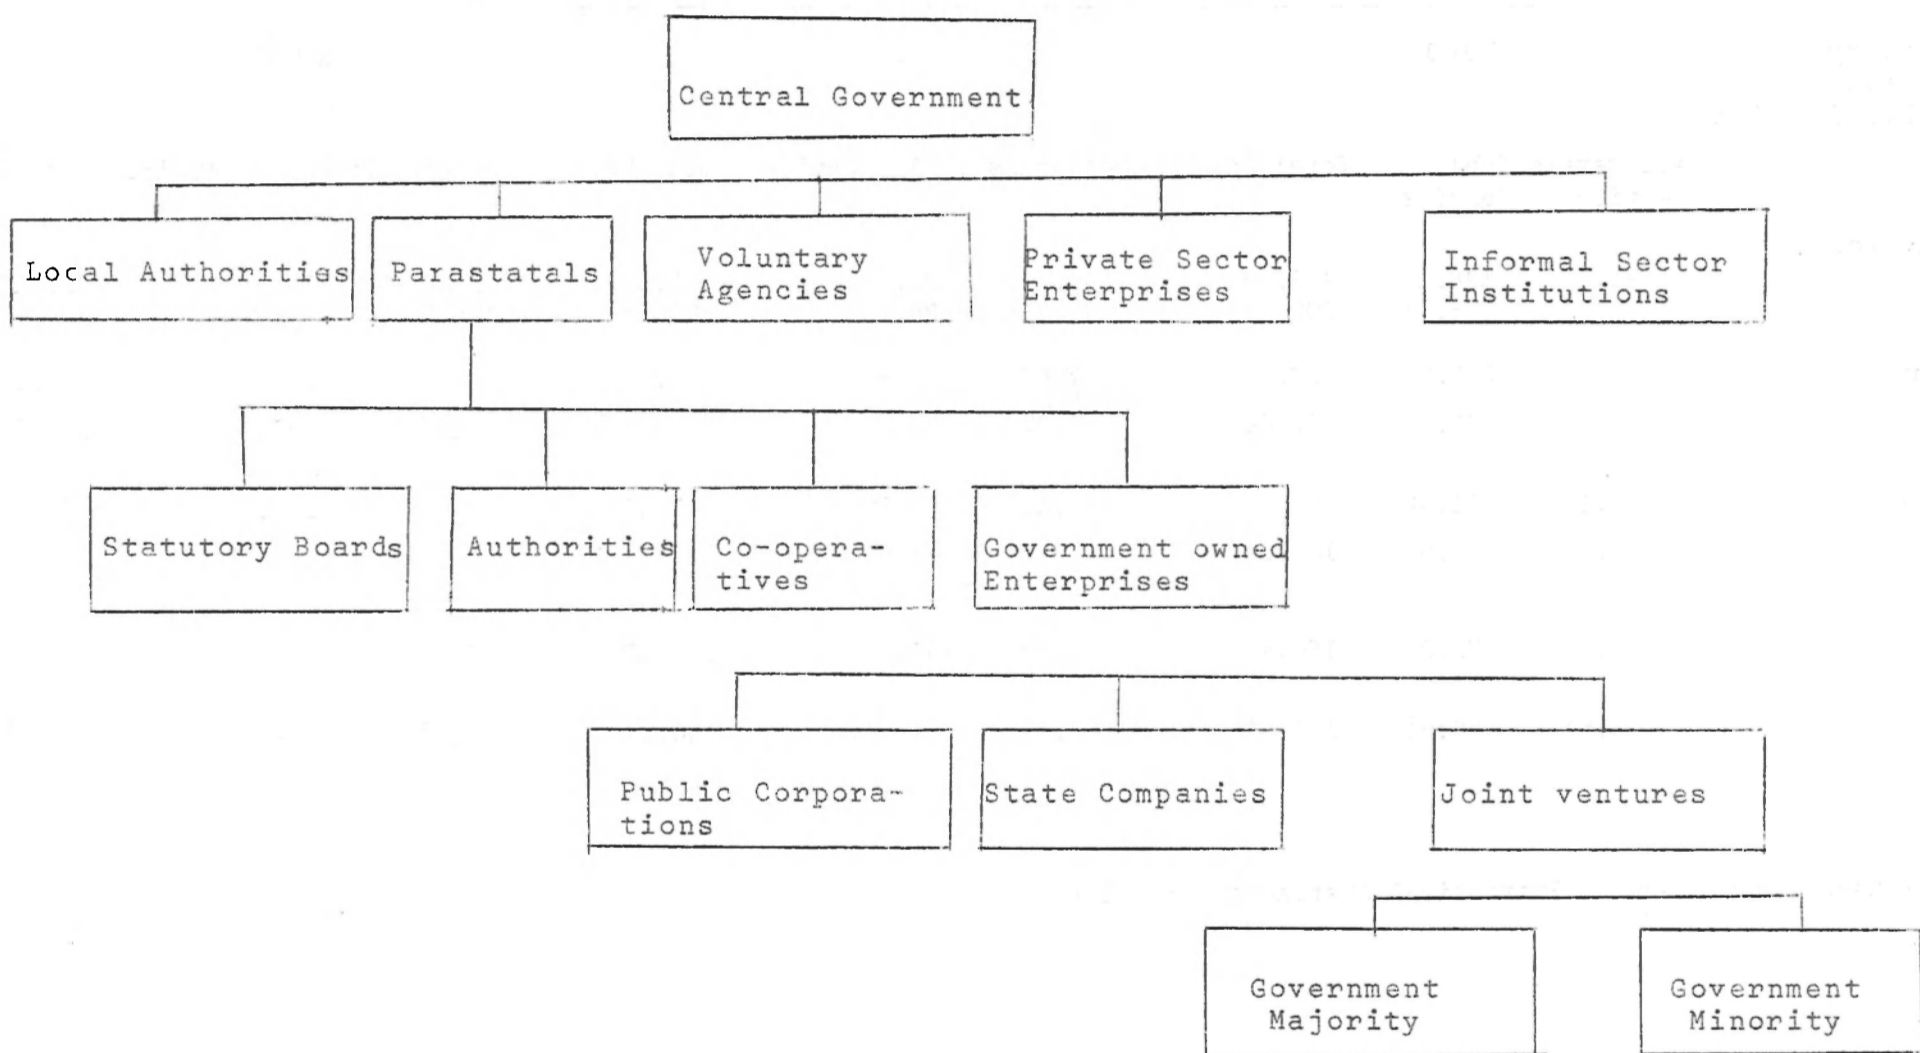 Central Government
Local Authorities
Parastatals
Voluntary
Agencies
Private Sector
Enterprises
Informal Sector
Institutions
Statutory Boards
Authorities
Co-opera-
tives
Government owned
Enterprises
Public Corpora-
tions
State Companies
Joint ventures
Government
Majority
Government
Minority